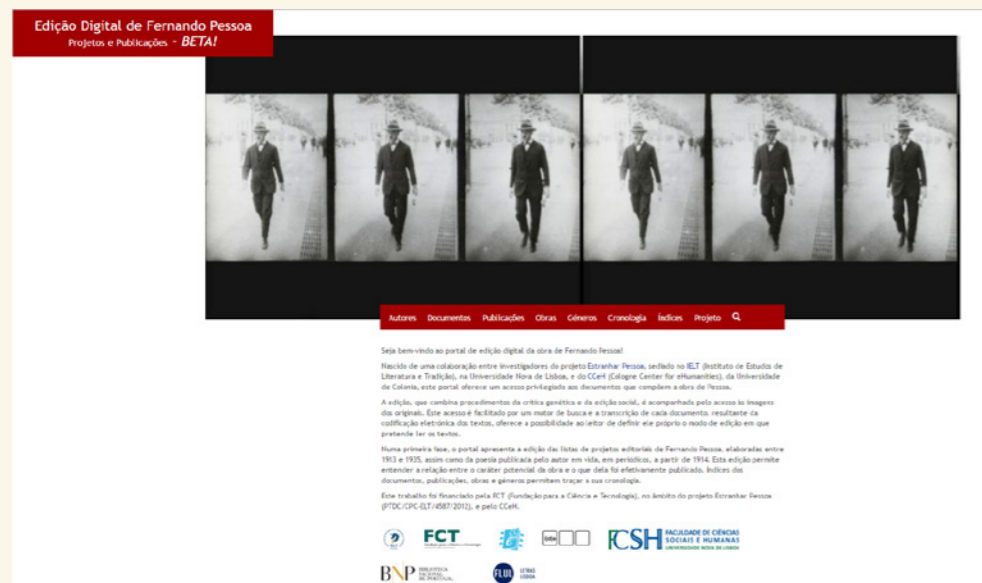 Edição Digital de Fernando Pessoa
Projetos e Publicações - BETA!
Autores Documentos Publicações Obras Géneros Cronologia Índices Projeto
Seja bem-vindo ao portal de edição digital da obra de Fernando Pessoa!
Nascido de uma colaboração entre investigadores do projeto Estranhar Pessoa, sediado no IELT (Instituto de Estudos de
Literatura e Tradição), na Universidade Nova de Lisboa, e do CCeH (Cologne Center for eHumanities), da Universidade
de Colónia, este portal oferece um acesso privilegiado aos documentos que compõem a obra de Pessoa.
A edição, que combina procedimentos da crítica genética e da edição social, é acompanhada pelo acesso às imagens
dos originais. Este acesso é facilitado por um motor de busca e a transcrição de cada documento, resultante da
codificação eletrónica dos textos, oferece a possibilidade ao leitor de definir ele próprio o modo de edição em que
pretende ler os textos.
Numa primeira fase, o portal apresenta a edição das listas de projetos editoriais de Fernando Pessoa, elaboradas entre
1913 e 1935, assim como da poesia publicada pelo autor em vida, em periódicos, a partir de 1914. Esta edição permite
entender a relação entre o caráter potencial da obra e o que dela foi efetivamente publicado. Índices dos
documentos, publicações, obras e géneros permitem traçar a sua cronologia.
Este trabalho foi financiado pela FCT (Fundação para a Ciência e Tecnologia), no âmbito do projeto Estranhar Pessoa
(PTDC/CPC-ELT/4587/2012), e pelo CCeH.
FCT
FCSH FACULDADE DE CIÊNCIAS
SOCIAIS E HUMANAS
UNIVERSIDADE NOVA DE LISBOA
BNP BIBLIOTECA
NACIONAL
DE PORTUGAL
FLUL LETRAS
LISBOA